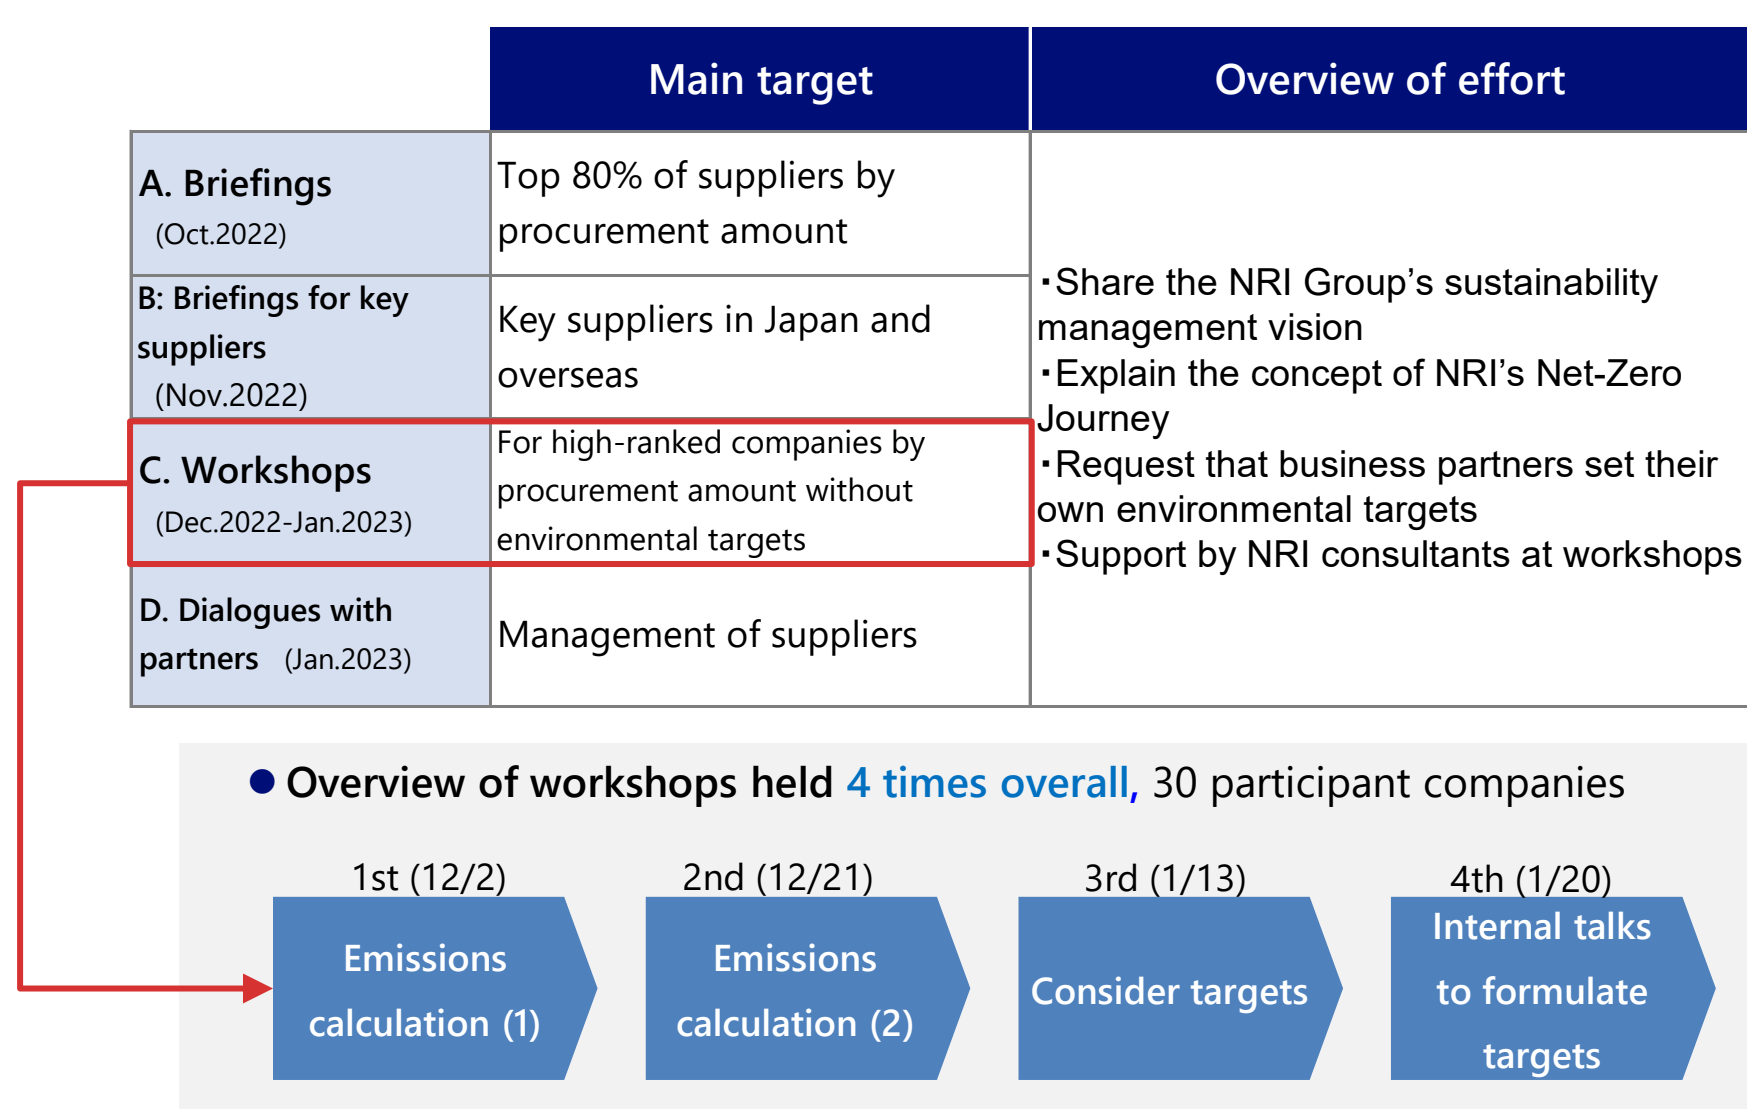 Main target
Overview of effort
A. Briefings
(Oct.2022)
Top 80% of suppliers by
procurement amount
B: Briefings for key
suppliers
(Nov.2022)
Key suppliers in Japan and
overseas
C. Workshops
(Dec.2022-Jan.2023)
For high-ranked companies by
procurement amount without
environmental targets
D. Dialogues with
partners (Jan.2023)
Management of suppliers
・Share the NRI Group’s sustainability
management vision
・Explain the concept of NRI’s Net-Zero
Journey
・Request that business partners set their
own environmental targets
・Support by NRI consultants at workshops
● Overview of workshops held 4 times overall, 30 participant companies
1st (12/2)
Emissions
calculation (1)
2nd (12/21)
Emissions
calculation (2)
3rd (1/13)
Consider targets
4th (1/20)
Internal talks
to formulate
targets